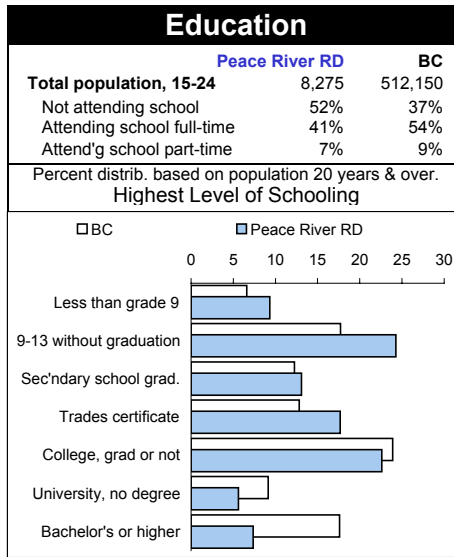 Education
Peace River RD BC
Total population, 15-24 8,275 512,150
Not attending school 52% 37%
Attending school full-time 41% 54%
Attend'g school part-time 7% 9%
Percent distrib. based on population 20 years & over.
Highest Level of Schooling
BC Peace River RD
0 5 10 15 20 25 30
Less than grade 9
9-13 without graduation
Sec'ndary school grad.
Trades certificate
College, grad or not
University, no degree
Bachelor's or higher